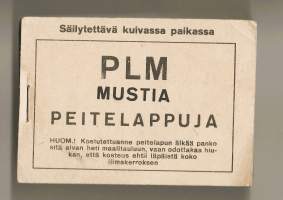 Säilytettävä kuivassa paikassa
PLM
MUSTIA
PEITELAPPUJA
HUOM.! Kostutettuanne peitelapun älkää panko
sitä aivan heti maalitauluun, vaan odottakaa hiu-
kan, että kosteus ehtii läpäistä koko
liimakerroksen